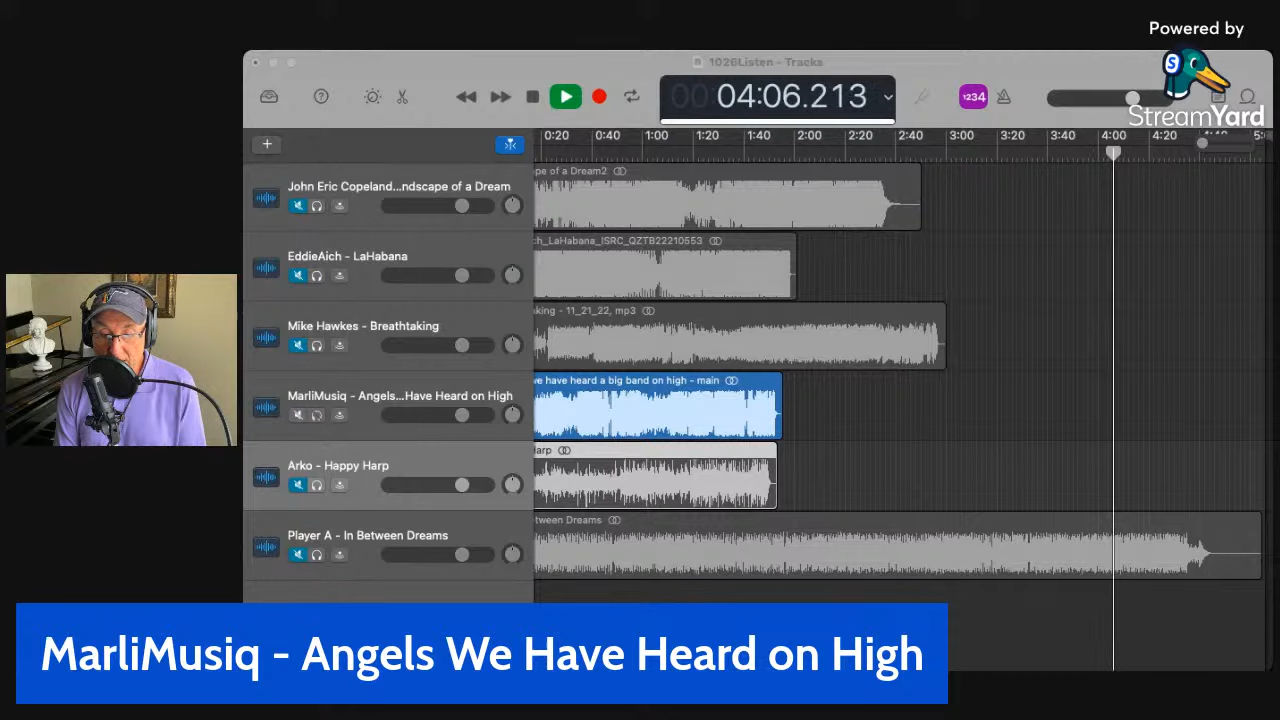 Powered by
StreamYard
1026Listen - Tracks
00 04:06.213
1234
0:20 0:40 1:00 1:20 1:40 2:00 2:20 2:40 3:00 3:20 3:40 4:00 4:20
John Eric Copeland...ndscape of a Dream
pe of a Dream2
EddieAich - LaHabana
ch_LaHabana_ISRC_QZTB22210553
Mike Hawkes - Breathtaking
king - 11_21_22, mp3
MarliMusiq - Angels...Have Heard on High
we have heard a big band on high - main
Arko - Happy Harp
Harp
Player A - In Between Dreams
tween Dreams
MarliMusiq - Angels We Have Heard on High